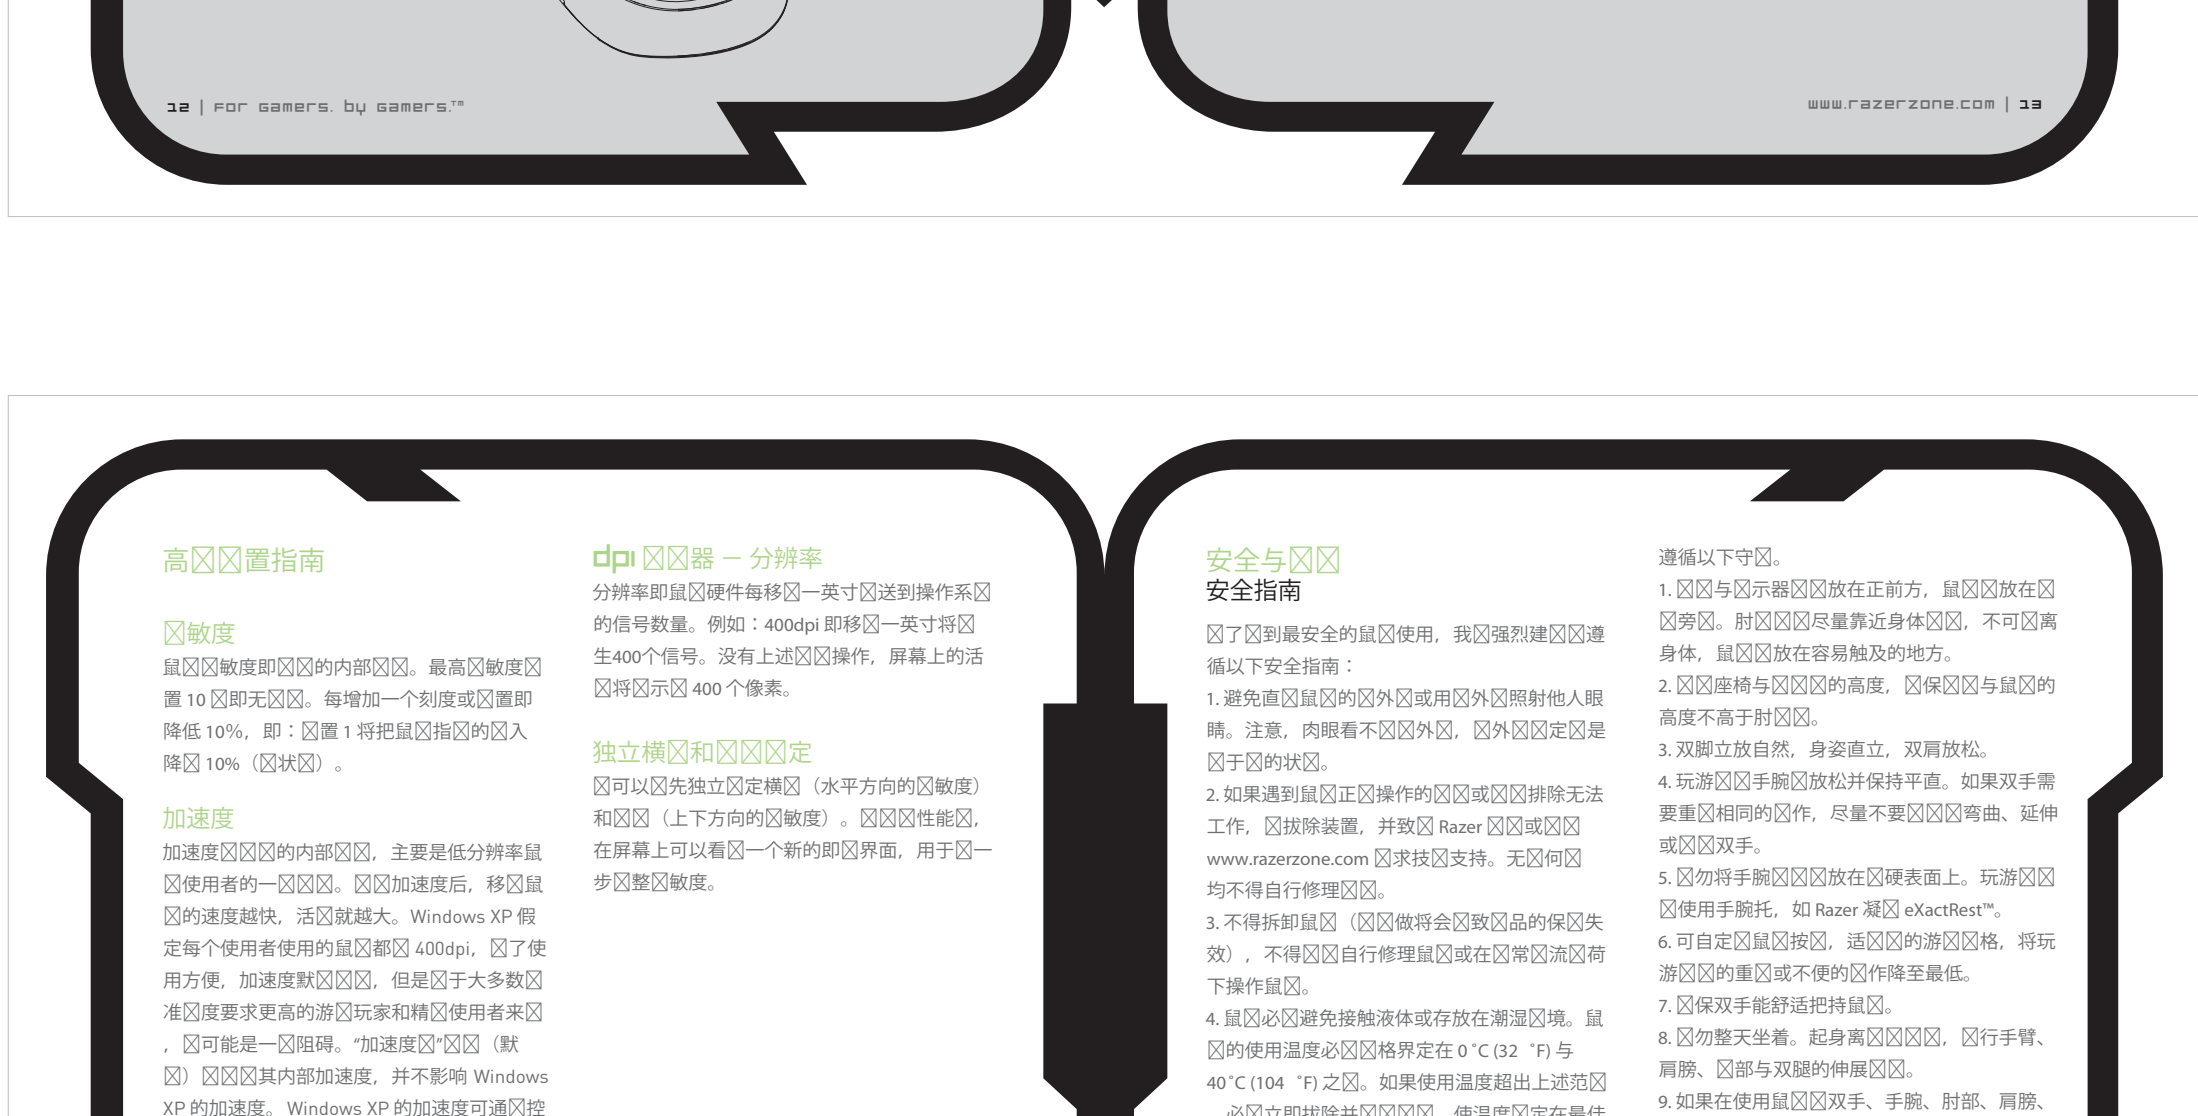 12 | For Gamers. By Gamers.™
www.razerzone.com | 13
高☒☒置指南
☒敏度
鼠☒☒敏度即☒☒的内部☒☒。最高☒敏度☒
置 10 ☒即无☒☒。每增加一个刻度或☒置即
降低 10%，即：☒置 1 将把鼠☒指☒的☒入
降☒ 10%（☒状☒）。
加速度
加速度☒☒☒的内部☒☒，主要是低分辨率鼠
☒使用者的一☒☒☒。☒☒加速度后，移☒鼠
☒的速度越快，活☒就越大。Windows XP 假
定每个使用者使用的鼠☒都☒ 400dpi，☒了使
用方便，加速度默☒☒☒，但是☒于大多数☒
准☒度要求更高的游☒玩家和精☒使用者来☒
，☒可能是一☒阻碍。“加速度☒”☒☒（默
☒）☒☒☒其内部加速度，并不影响 Windows
XP 的加速度。Windows XP 的加速度可通☒控
dpi ☒☒器 — 分辨率
分辨率即鼠☒硬件每移☒一英寸☒送到操作系☒
的信号数量。例如：400dpi 即移☒一英寸将☒
生400个信号。没有上述☒☒操作，屏幕上的活
☒将☒示☒ 400 个像素。
独立横☒和☒☒☒定
☒可以☒先独立☒定横☒（水平方向的☒敏度）
和☒☒（上下方向的☒敏度）。☒☒☒性能☒，
在屏幕上可以看☒一个新的即☒界面，用于☒一
步☒整☒敏度。
安全与☒☒
安全指南
☒了☒到最安全的鼠☒使用，我☒强烈建☒☒遵
循以下安全指南：
1. 避免直☒鼠☒的☒外☒或用☒外☒照射他人眼
睛。注意，肉眼看不☒☒外☒，☒外☒☒定☒是
☒于☒的状☒。
2. 如果遇到鼠☒正☒操作的☒☒或☒☒排除无法
工作，☒拔除装置，并致☒ Razer ☒☒或☒☒
www.razerzone.com ☒求技☒支持。无☒何☒
均不得自行修理☒☒。
3. 不得拆卸鼠☒（☒☒做将会☒致☒品的保☒失
效），不得☒☒自行修理鼠☒或在☒常☒流☒荷
下操作鼠☒。
4. 鼠☒必☒避免接触液体或存放在潮湿☒境。鼠
☒的使用温度必☒☒格界定在 0 ˚C (32 ˚F) 与
40˚C (104 ˚F) 之☒。如果使用温度超出上述范☒
，必☒立即拔除并☒☒☒☒，使温度☒定在最佳
遵循以下守☒。
1. ☒☒与☒示器☒☒放在正前方，鼠☒☒放在☒
☒旁☒。肘☒☒☒尽量靠近身体☒☒，不可☒离
身体，鼠☒☒放在容易触及的地方。
2. ☒☒座椅与☒☒☒的高度，☒保☒☒与鼠☒的
高度不高于肘☒☒。
3. 双脚立放自然，身姿直立，双肩放松。
4. 玩游☒☒手腕☒放松并保持平直。如果双手需
要重☒相同的☒作，尽量不要☒☒☒弯曲、延伸
或☒☒双手。
5. ☒勿将手腕☒☒☒放在☒硬表面上。玩游☒☒
☒使用手腕托，如 Razer 凝☒ eXactRest™。
6. 可自定☒鼠☒按☒，适☒☒的游☒☒格，将玩
游☒☒的重☒或不便的☒作降至最低。
7. ☒保双手能舒适把持鼠☒。
8. ☒勿整天坐着。起身离☒☒☒☒，☒行手臂、
肩膀、☒部与双腿的伸展☒☒。
9. 如果在使用鼠☒☒双手、手腕、肘部、肩膀、